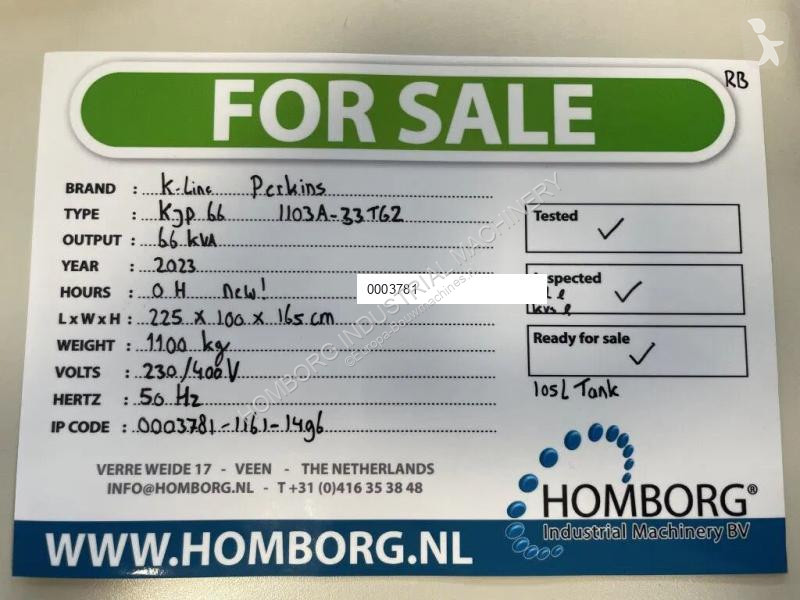 RB
FOR SALE
BRAND : K-Line Perkins
TYPE : Kjp 66 1103A-33TG2
OUTPUT : 66 kVA
YEAR : 2023
HOURS : 0 H new!
0003781
L x W x H : 225 x 100 x 165 cm
WEIGHT : 1100 kg
VOLTS : 230/400V
HERTZ : 50 Hz
IP CODE : 0003781-1161-1496
Tested ✓
Inspected ✓
Ready for sale ✓
105L Tank
VERRE WEIDE 17 - VEEN - THE NETHERLANDS
INFO@HOMBORG.NL - T +31 (0)416 35 38 48
HOMBORG®
Industrial Machinery BV
WWW.HOMBORG.NL
HOMBORG INDUSTRIAL MACHINERY